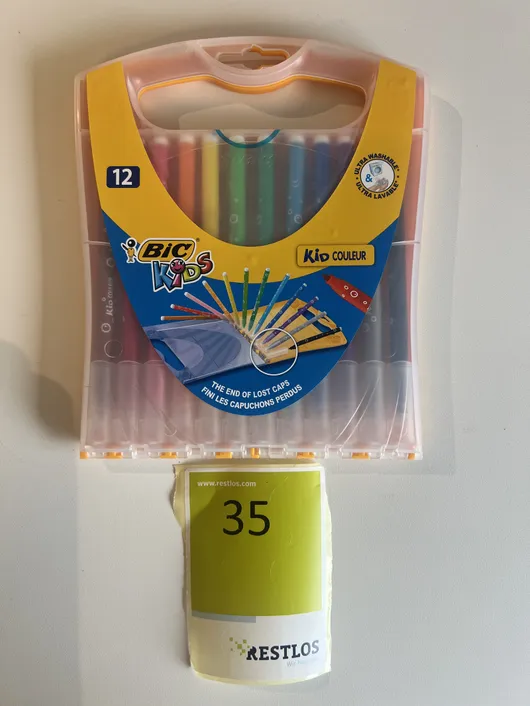 12
ULTRA WASHABLE*
&
ULTRA LAVABLE*
BIC
KIDS
KiD COULEUR
THE END OF LOST CAPS
FINI LES CAPUCHONS PERDUS
www.restlos.com
35
RESTLOS